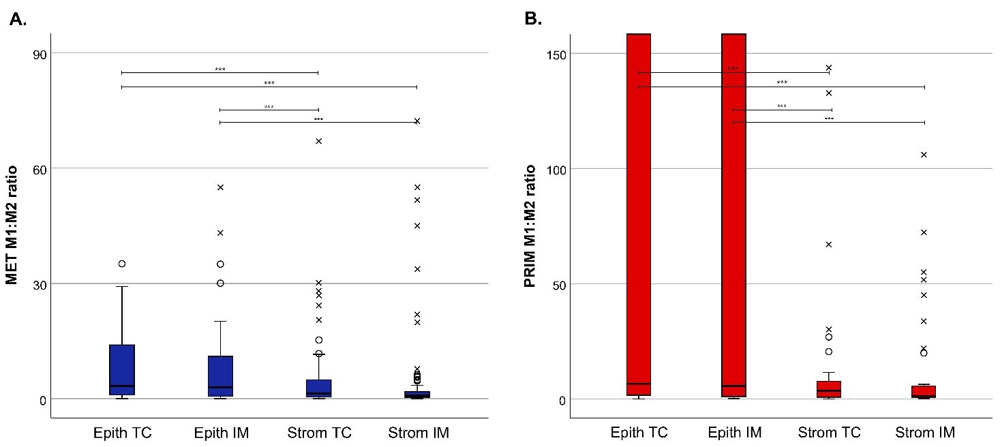 A.
MET M1:M2 ratio
90
60
30
0
***
***
***
***
Epith TC
Epith IM
Strom TC
Strom IM
B.
PRIM M1:M2 ratio
150
100
50
0
***
***
***
***
Epith TC
Epith IM
Strom TC
Strom IM